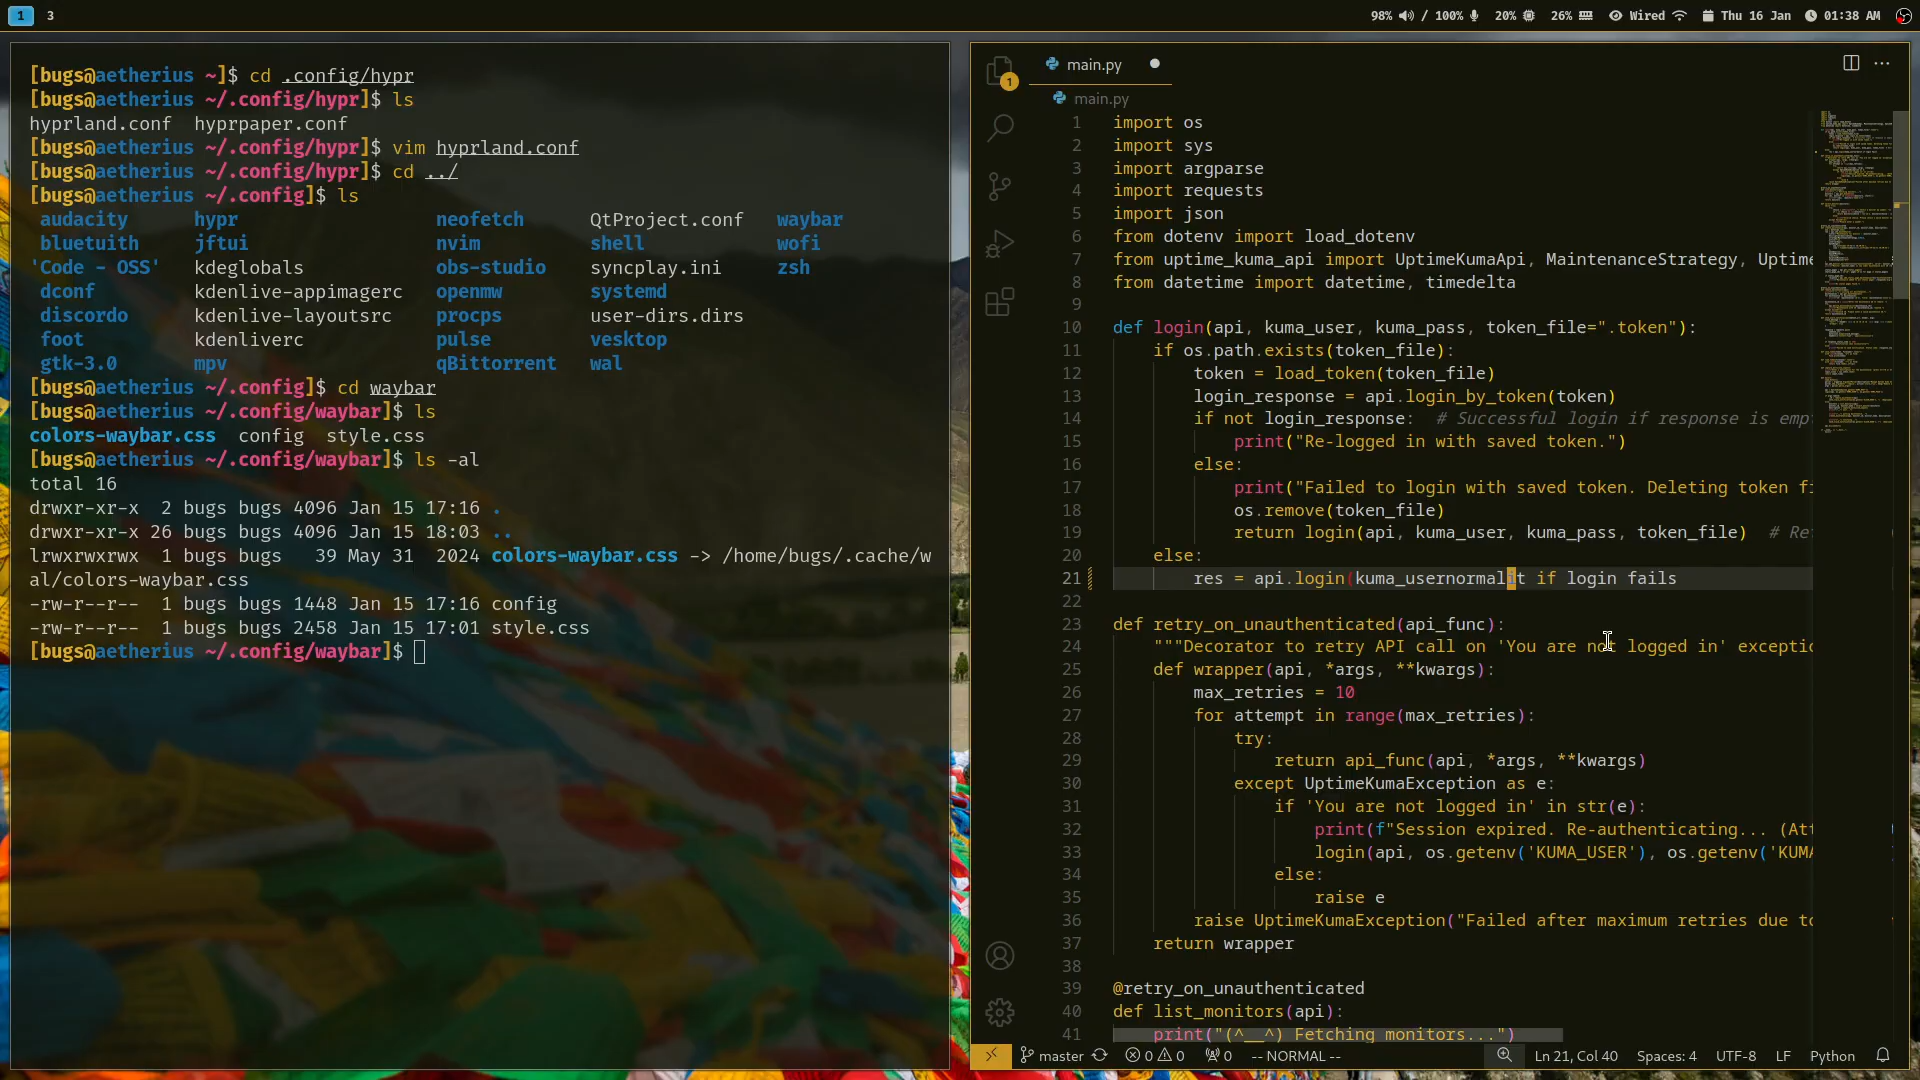 1 3 98% / 100% 20% 26% Wired Thu 16 Jan 01:38 AM
[bugs@aetherius ~]$ cd .config/hypr
[bugs@aetherius ~/.config/hypr]$ ls
hyprland.conf hyprpaper.conf
[bugs@aetherius ~/.config/hypr]$ vim hyprland.conf
[bugs@aetherius ~/.config/hypr]$ cd ../
[bugs@aetherius ~/.config]$ ls
audacity hypr neofetch QtProject.conf waybar
bluetuith jftui nvim shell wofi
'Code - OSS' kdeglobals obs-studio syncplay.ini zsh
dconf kdenlive-appimagerc openmw systemd
discordo kdenlive-layoutsrc procps user-dirs.dirs
foot kdenliverc pulse vesktop
gtk-3.0 mpv qBittorrent wal
[bugs@aetherius ~/.config]$ cd waybar
[bugs@aetherius ~/.config/waybar]$ ls
colors-waybar.css config style.css
[bugs@aetherius ~/.config/waybar]$ ls -al
total 16
drwxr-xr-x 2 bugs bugs 4096 Jan 15 17:16 .
drwxr-xr-x 26 bugs bugs 4096 Jan 15 18:03 ..
lrwxrwxrwx 1 bugs bugs 39 May 31 2024 colors-waybar.css -> /home/bugs/.cache/w
al/colors-waybar.css
-rw-r--r-- 1 bugs bugs 1448 Jan 15 17:16 config
-rw-r--r-- 1 bugs bugs 2458 Jan 15 17:01 style.css
[bugs@aetherius ~/.config/waybar]$
1
main.py
main.py
1 import os
2 import sys
3 import argparse
4 import requests
5 import json
6 from dotenv import load_dotenv
7 from uptime_kuma_api import UptimeKumaApi, MaintenanceStrategy, Uptime
8 from datetime import datetime, timedelta
9
10 def login(api, kuma_user, kuma_pass, token_file=".token"):
11 if os.path.exists(token_file):
12 token = load_token(token_file)
13 login_response = api.login_by_token(token)
14 if not login_response: # Successful login if response is emp
15 print("Re-logged in with saved token.")
16 else:
17 print("Failed to login with saved token. Deleting token fi
18 os.remove(token_file)
19 return login(api, kuma_user, kuma_pass, token_file) # Re
20 else:
21 res = api.login(kuma_usernormalit if login fails
22
23 def retry_on_unauthenticated(api_func):
24 """Decorator to retry API call on 'You are not logged in' exceptio
25 def wrapper(api, *args, **kwargs):
26 max_retries = 10
27 for attempt in range(max_retries):
28 try:
29 return api_func(api, *args, **kwargs)
30 except UptimeKumaException as e:
31 if 'You are not logged in' in str(e):
32 print(f"Session expired. Re-authenticating... (Att
33 login(api, os.getenv('KUMA_USER'), os.getenv('KUMA
34 else:
35 raise e
36 raise UptimeKumaException("Failed after maximum retries due to
37 return wrapper
38
39 @retry_on_unauthenticated
40 def list_monitors(api):
41 print("(^__^) Fetching monitors...")
master 0 0 0 -- NORMAL -- Ln 21, Col 40 Spaces: 4 UTF-8 LF Python